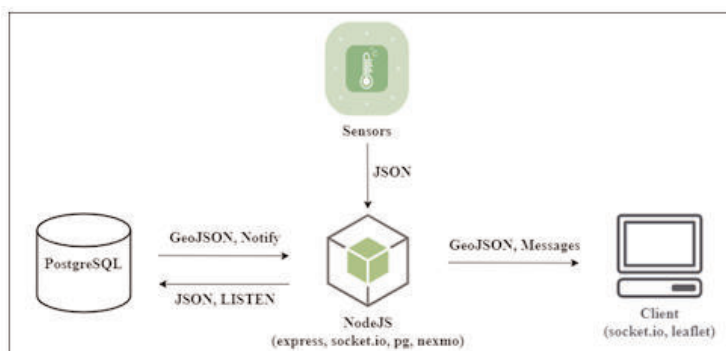 Sensors
JSON
PostgreSQL
GeoJSON, Notify
JSON, LISTEN
NodeJS
(express, socket.io, pg, nexmo)
GeoJSON, Messages
Client
(socket.io, leaflet)